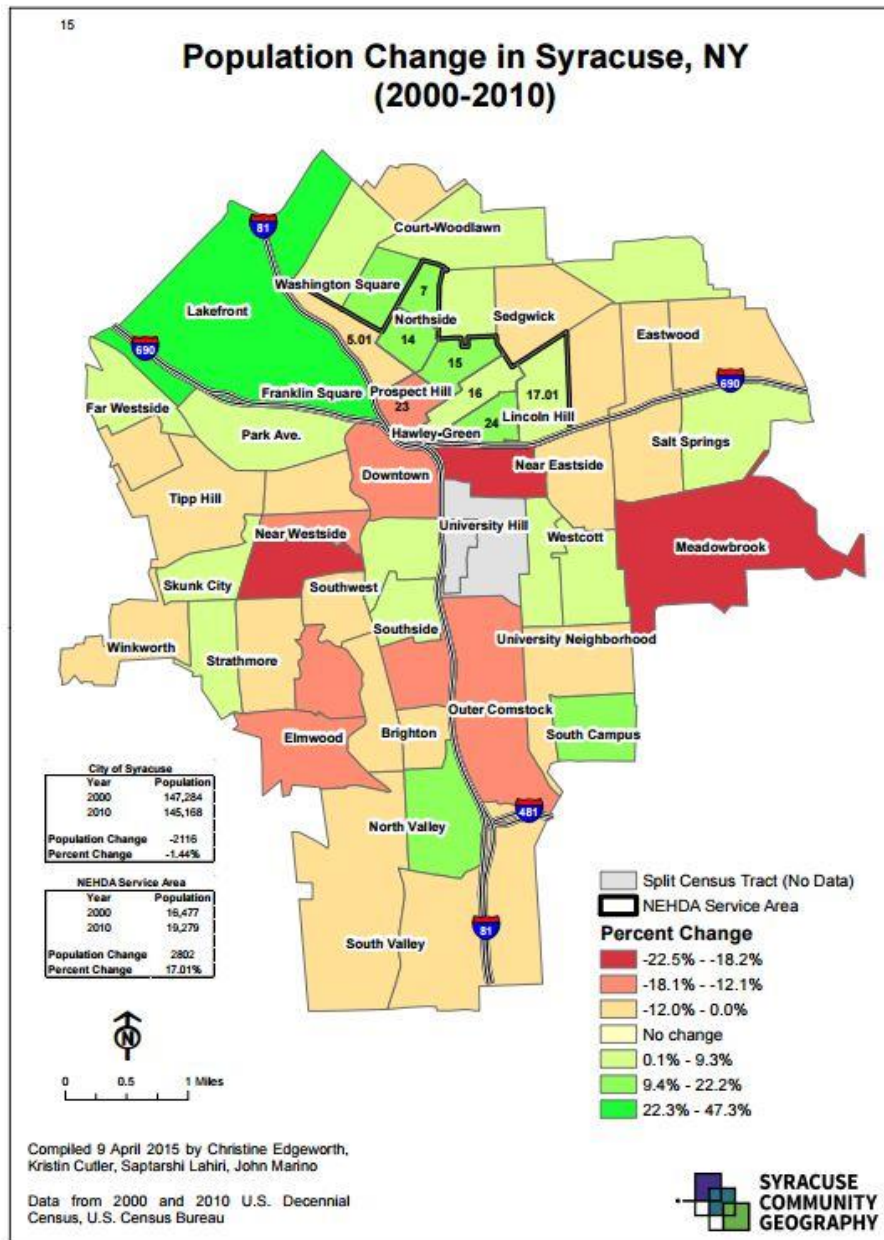 15
Population Change in Syracuse, NY
(2000-2010)
Court-Woodlawn
81
Washington Square
7
Lakefront
Northside
Sedgwick
5.01
14
Eastwood
690
15
690
Franklin Square
Prospect Hill
16
17.01
Far Westside
23
Lincoln Hill
Park Ave.
24
Hawley-Green
Salt Springs
Near Eastside
Downtown
Tipp Hill
University Hill
Near Westside
Westcott
Meadowbrook
Skunk City
Southwest
Southside
University Neighborhood
Winkworth
Strathmore
Outer Comstock
Elmwood
Brighton
South Campus
481
North Valley
81
South Valley
City of Syracuse
Year Population
2000 147,284
2010 145,168
Population Change -2116
Percent Change -1.44%
NEHDA Service Area
Year Population
2000 16,477
2010 19,279
Population Change 2802
Percent Change 17.01%
Split Census Tract (No Data)
NEHDA Service Area
Percent Change
-22.5% - -18.2%
-18.1% - -12.1%
-12.0% - 0.0%
No change
0.1% - 9.3%
9.4% - 22.2%
22.3% - 47.3%
N
0 0.5 1 Miles
Compiled 9 April 2015 by Christine Edgeworth,
Kristin Cutler, Saptarshi Lahiri, John Marino
Data from 2000 and 2010 U.S. Decennial
Census, U.S. Census Bureau
SYRACUSE
COMMUNITY
GEOGRAPHY